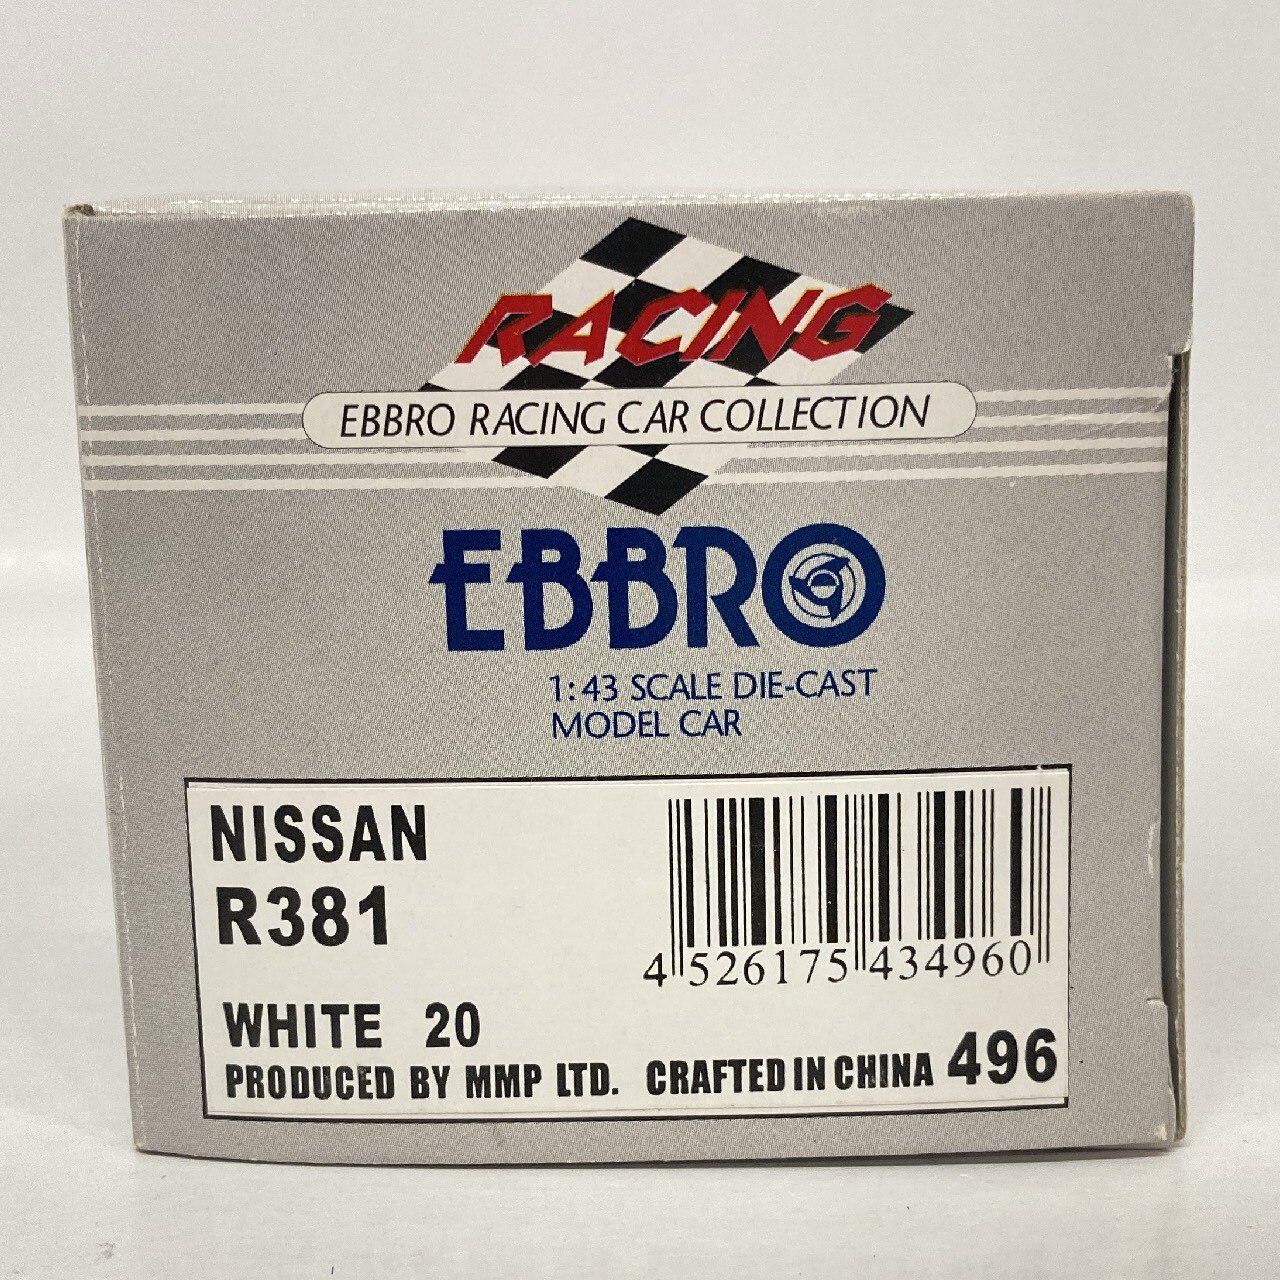 RACING
EBBRO RACING CAR COLLECTION
EBBRO
1:43 SCALE DIE-CAST
MODEL CAR
NISSAN
R381
4 526175 434960
WHITE 20
PRODUCED BY MMP LTD. CRAFTED IN CHINA 496